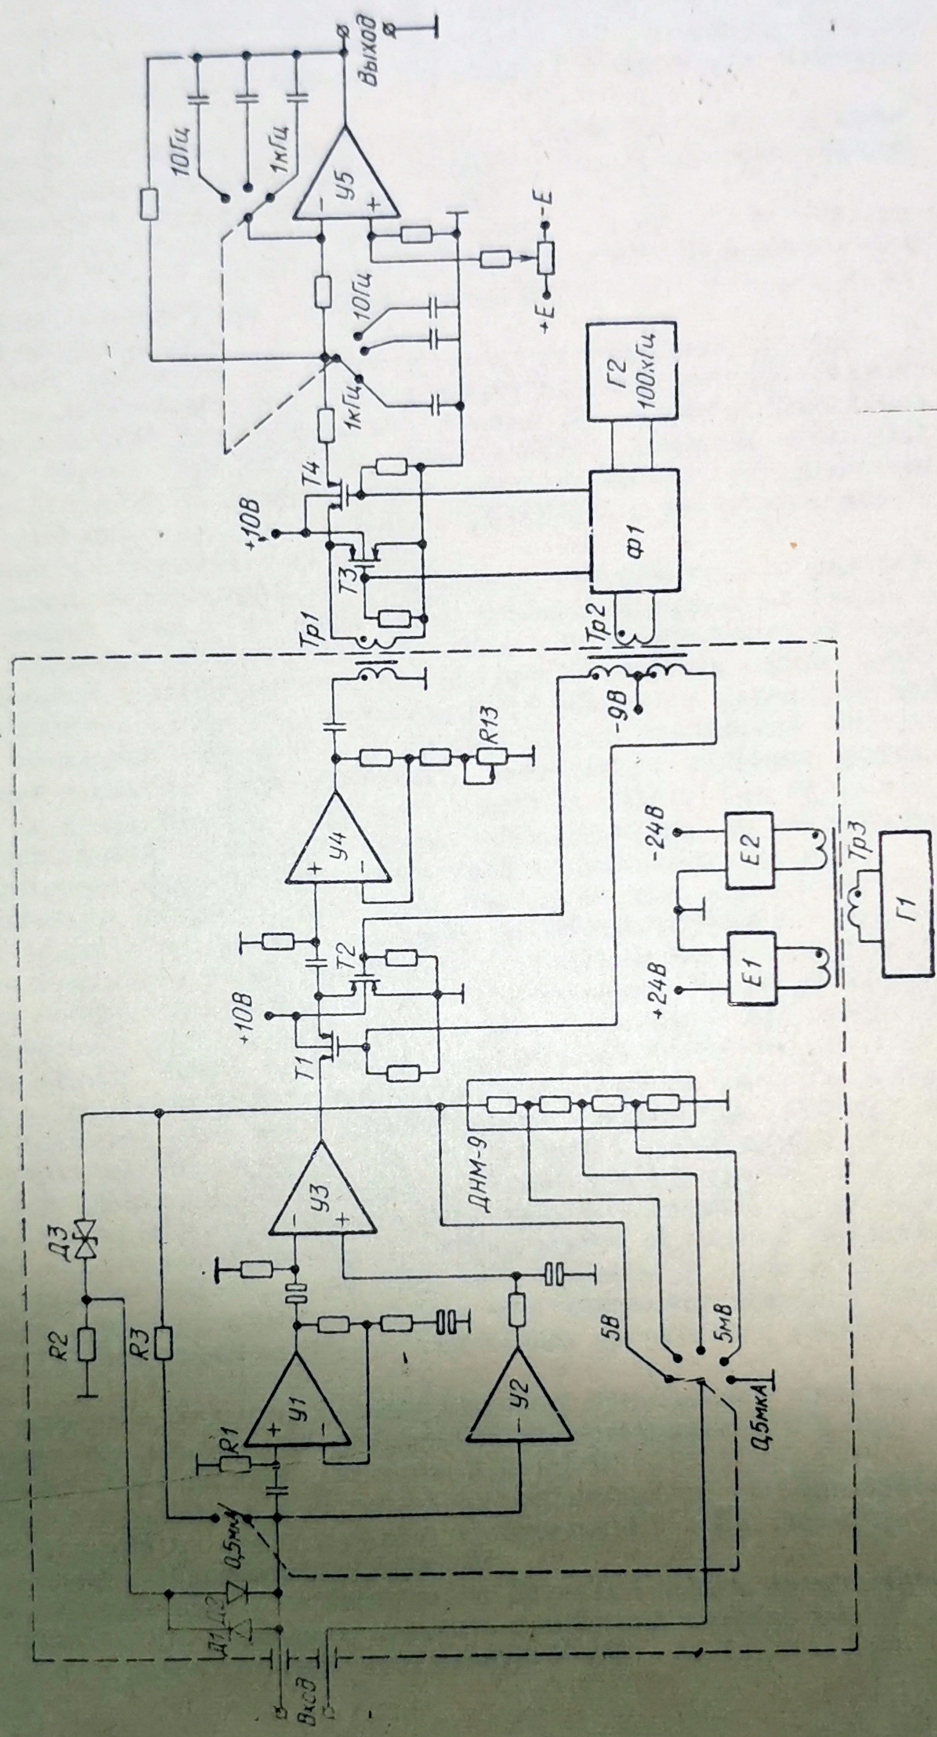 Вход
Д1
Д2
0,5мкА
R2
Д3
R3
R1
У1
У2
У3
5В
5мВ
0,5мкА
ДНМ-9
Т1
+10В
Т2
У4
R13
Тр1
Тр2
-9В
+24В
-24В
Е1
Е2
Тр3
Г1
Т3
+10В
Т4
Ф1
Г2
100кГц
1кГц
10Гц
10Гц
1кГц
У5
+Е
-Е
Выход